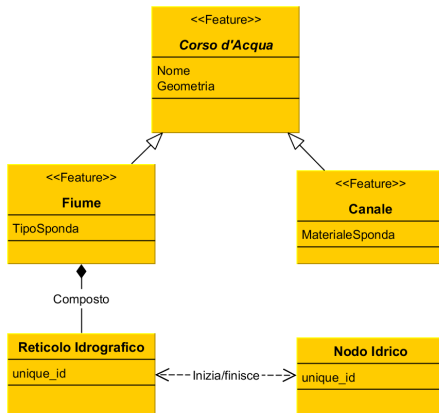 <<Feature>>
Corso d'Acqua
Nome
Geometria
<<Feature>>
Fiume
TipoSponda
<<Feature>>
Canale
MaterialeSponda
Composto
Reticolo Idrografico
unique_id
Inizia/finisce
Nodo Idrico
unique_id